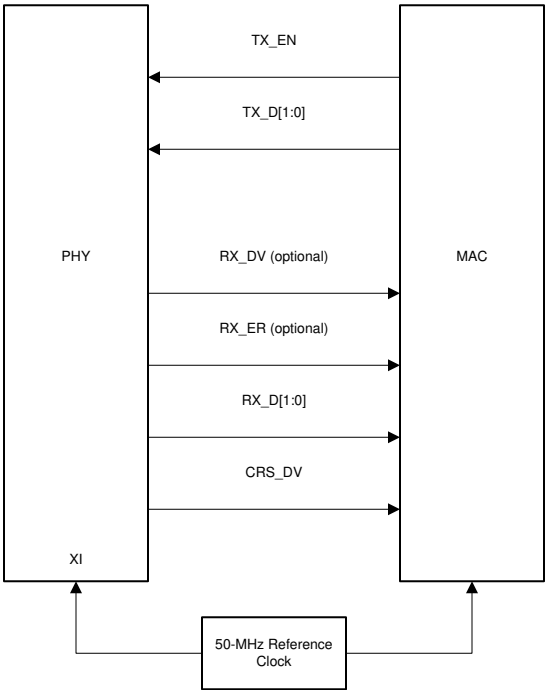 TX_EN
TX_D[1:0]
PHY
RX_DV (optional)
MAC
RX_ER (optional)
RX_D[1:0]
CRS_DV
XI
50-MHz Reference
Clock